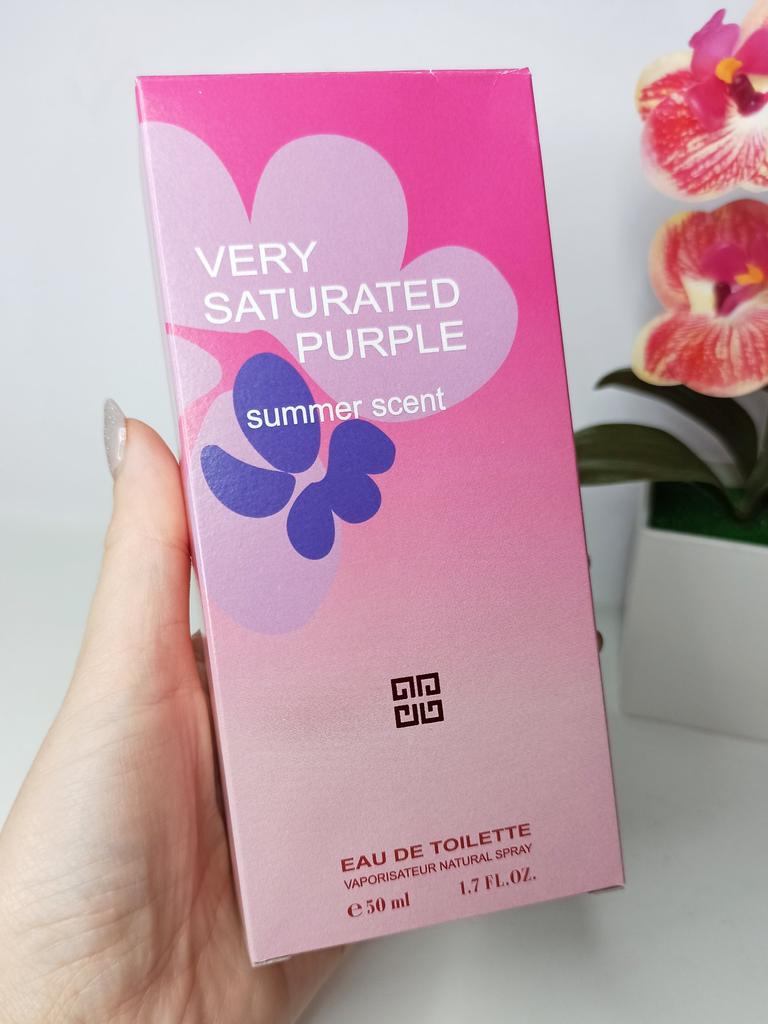 VERY
SATURATED
PURPLE
summer scent
EAU DE TOILETTE
VAPORISATEUR NATURAL SPRAY
℮ 50 ml 1.7 FL.OZ.